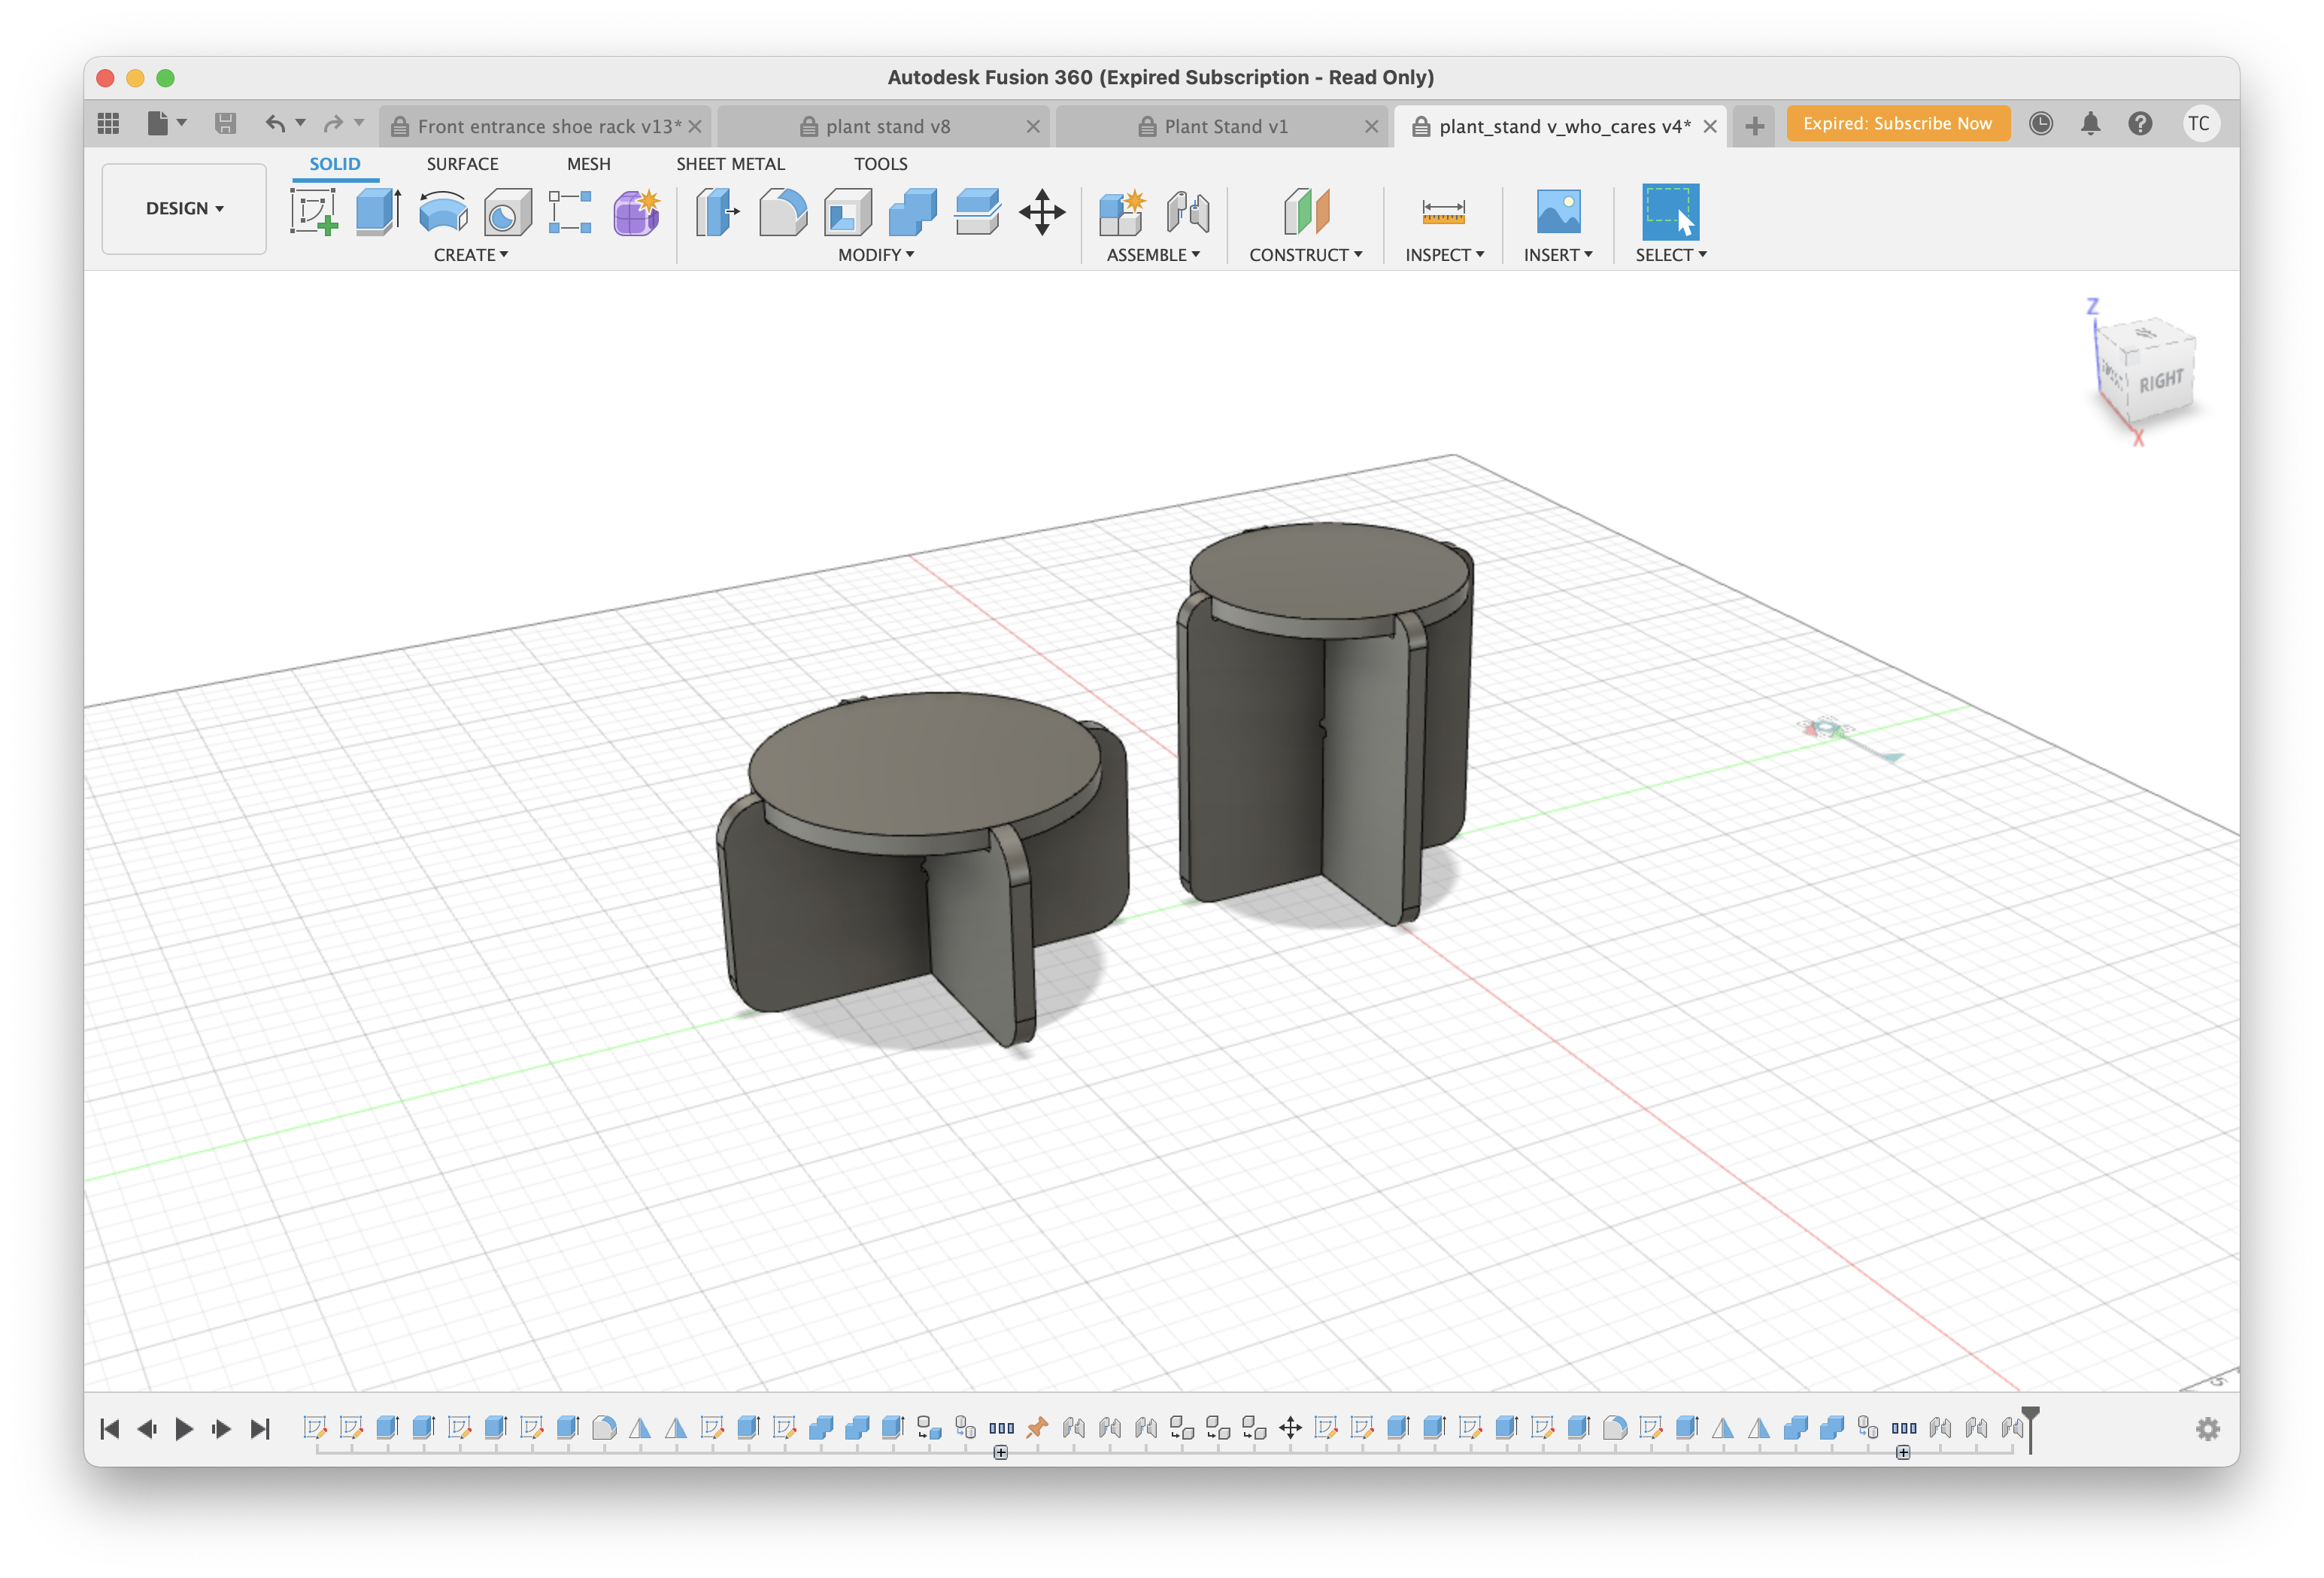 Autodesk Fusion 360 (Expired Subscription - Read Only)
Front entrance shoe rack v13*
plant stand v8
Plant Stand v1
plant_stand v_who_cares v4*
Expired: Subscribe Now
TC
SOLID
SURFACE
MESH
SHEET METAL
TOOLS
DESIGN
CREATE
MODIFY
ASSEMBLE
CONSTRUCT
INSPECT
INSERT
SELECT
Z
RIGHT
X